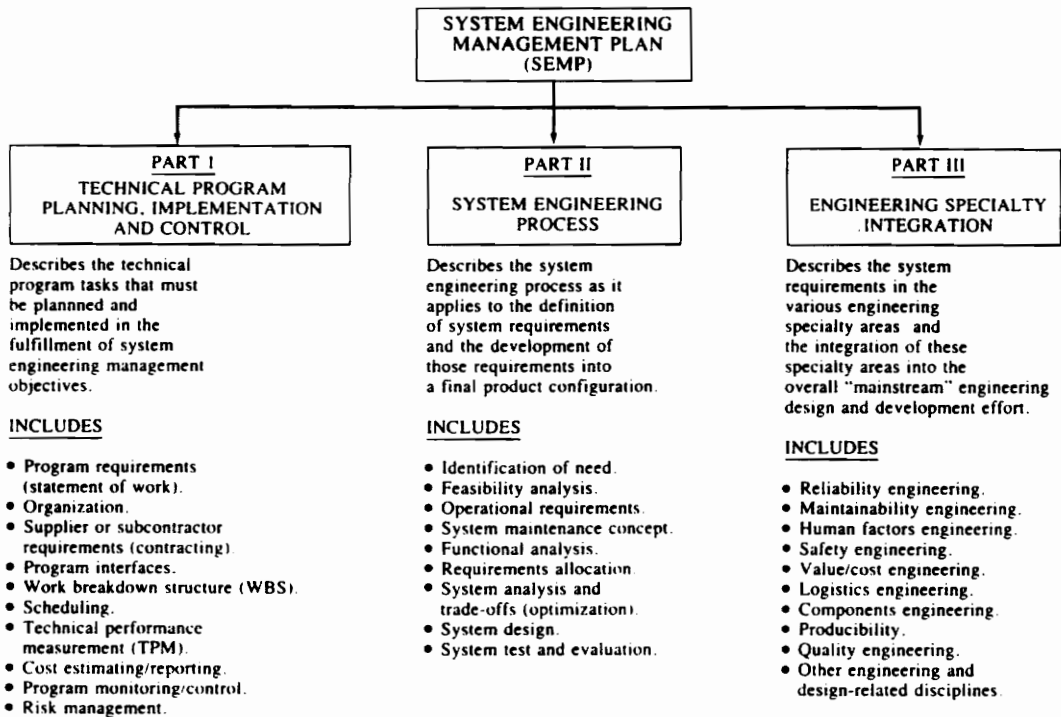 SYSTEM ENGINEERING
MANAGEMENT PLAN
(SEMP)
PART I
TECHNICAL PROGRAM
PLANNING, IMPLEMENTATION
AND CONTROL
Describes the technical
program tasks that must
be plannned and
implemented in the
fulfillment of system
engineering management
objectives.
INCLUDES
• Program requirements
(statement of work).
• Organization.
• Supplier or subcontractor
requirements (contracting).
• Program interfaces.
• Work breakdown structure (WBS).
• Scheduling.
• Technical performance
measurement (TPM).
• Cost estimating/reporting.
• Program monitoring/control.
• Risk management.
PART II
SYSTEM ENGINEERING
PROCESS
Describes the system
engineering process as it
applies to the definition
of system requirements
and the development of
those requirements into
a final product configuration.
INCLUDES
• Identification of need.
• Feasibility analysis.
• Operational requirements.
• System maintenance concept.
• Functional analysis.
• Requirements allocation.
• System analysis and
trade-offs (optimization).
• System design.
• System test and evaluation.
PART III
ENGINEERING SPECIALTY
INTEGRATION
Describes the system
requirements in the
various engineering
specialty areas and
the integration of these
specialty areas into the
overall "mainstream" engineering
design and development effort.
INCLUDES
• Reliability engineering.
• Maintainability engineering.
• Human factors engineering.
• Safety engineering.
• Value/cost engineering.
• Logistics engineering.
• Components engineering.
• Producibility.
• Quality engineering.
• Other engineering and
design-related disciplines.